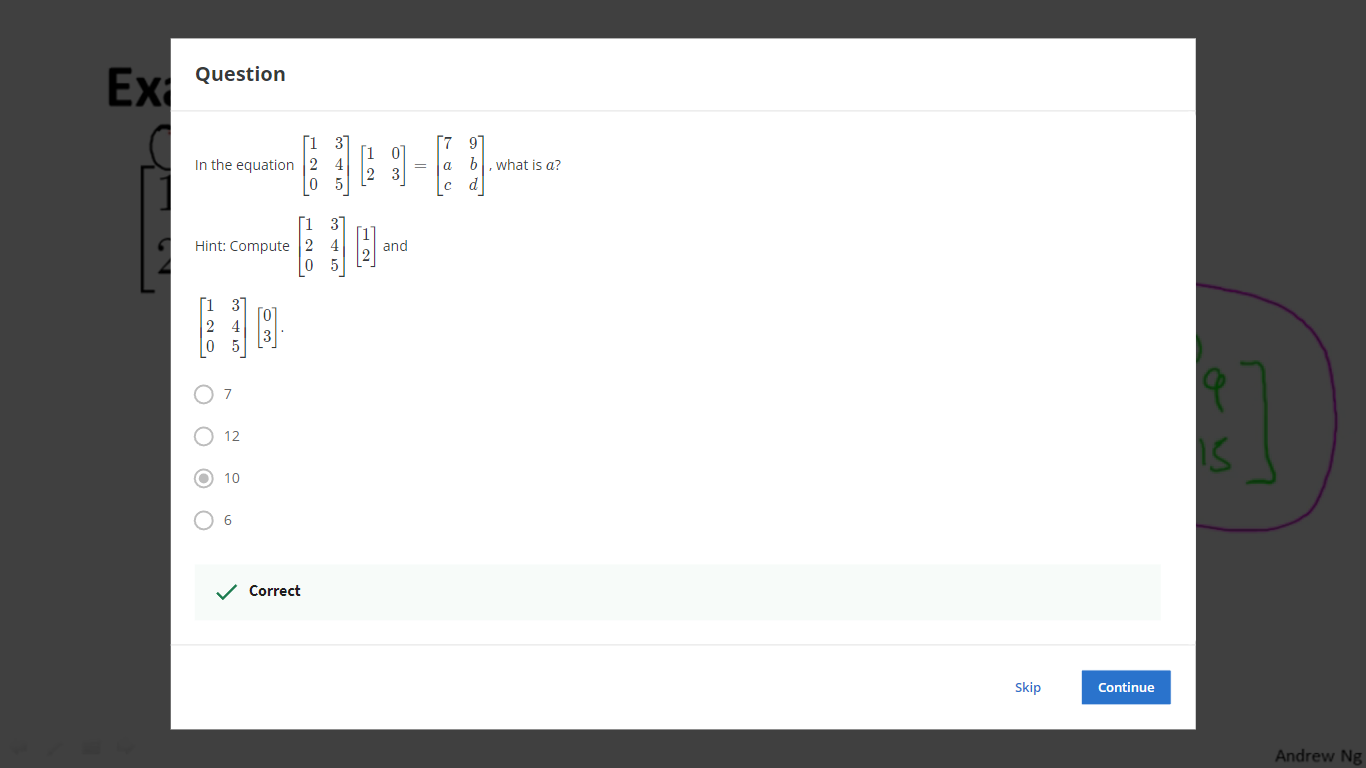 Question
In the equation [1 3; 2 4; 0 5] [1 0; 2 3] = [7 9; a b; c d], what is a?
Hint: Compute [1 3; 2 4; 0 5] [1; 2] and
[1 3; 2 4; 0 5] [0; 3].
7
12
10
6
Correct
Skip
Continue
9
15
Andrew Ng